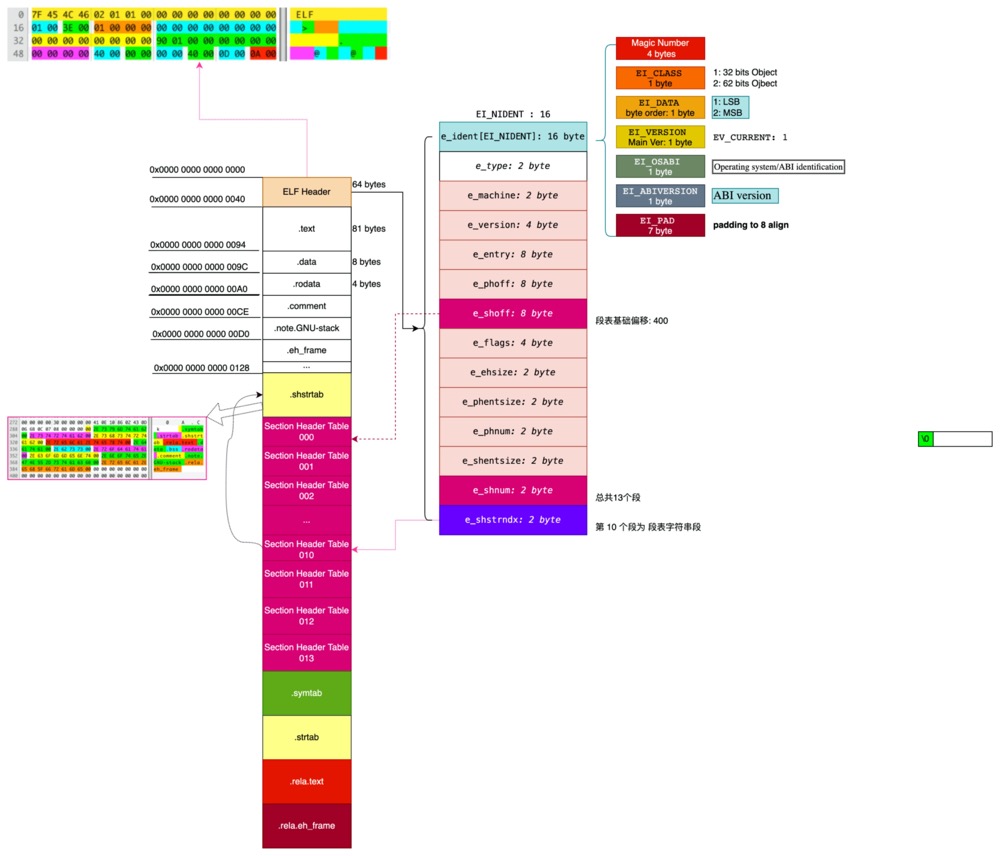 0 7F 45 4C 46 02 01 01 00 00 00 00 00 00 00 00 00 ELF
16 01 00 3E 00 01 00 00 00 00 00 00 00 00 00 00 00 >
32 00 00 00 00 00 00 00 00 90 01 00 00 00 00 00 00 .
48 00 00 00 00 40 00 00 00 00 00 40 00 0D 00 0A 00 @ @
EI_NIDENT : 16
e_ident[EI_NIDENT]: 16 byte
e_type: 2 byte
e_machine: 2 byte
e_version: 4 byte
e_entry: 8 byte
e_phoff: 8 byte
e_shoff: 8 byte
e_flags: 4 byte
e_ehsize: 2 byte
e_phentsize: 2 byte
e_phnum: 2 byte
e_shentsize: 2 byte
e_shnum: 2 byte
e_shstrndx: 2 byte
段表基础偏移: 400
总共13个段
第 10 个段为 段表字符串段
Magic Number
4 bytes
EI_CLASS
1 byte
1: 32 bits Object
2: 62 bits Ojbect
EI_DATA
byte order: 1 byte
1: LSB
2: MSB
EI_VERSION
Main Ver: 1 byte
EV_CURRENT: 1
EI_OSABI
1 byte
Operating system/ABI identification
EI_ABIVERSION
1 byte
ABI version
EI_PAD
7 byte
padding to 8 align
0x0000 0000 0000 0000
0x0000 0000 0000 0040
0x0000 0000 0000 0094
0x0000 0000 0000 009C
0x0000 0000 0000 00A0
0x0000 0000 0000 00CE
0x0000 0000 0000 00D0
0x0000 0000 0000 0128
ELF Header
64 bytes
.text
81 bytes
.data
8 bytes
.rodata
4 bytes
.comment
.note.GNU-stack
.eh_frame
...
.shstrtab
Section Header Table
000
Section Header Table
001
Section Header Table
002
...
Section Header Table
010
Section Header Table
011
Section Header Table
012
Section Header Table
013
.symtab
.strtab
.rela.text
.rela.eh_frame
\0